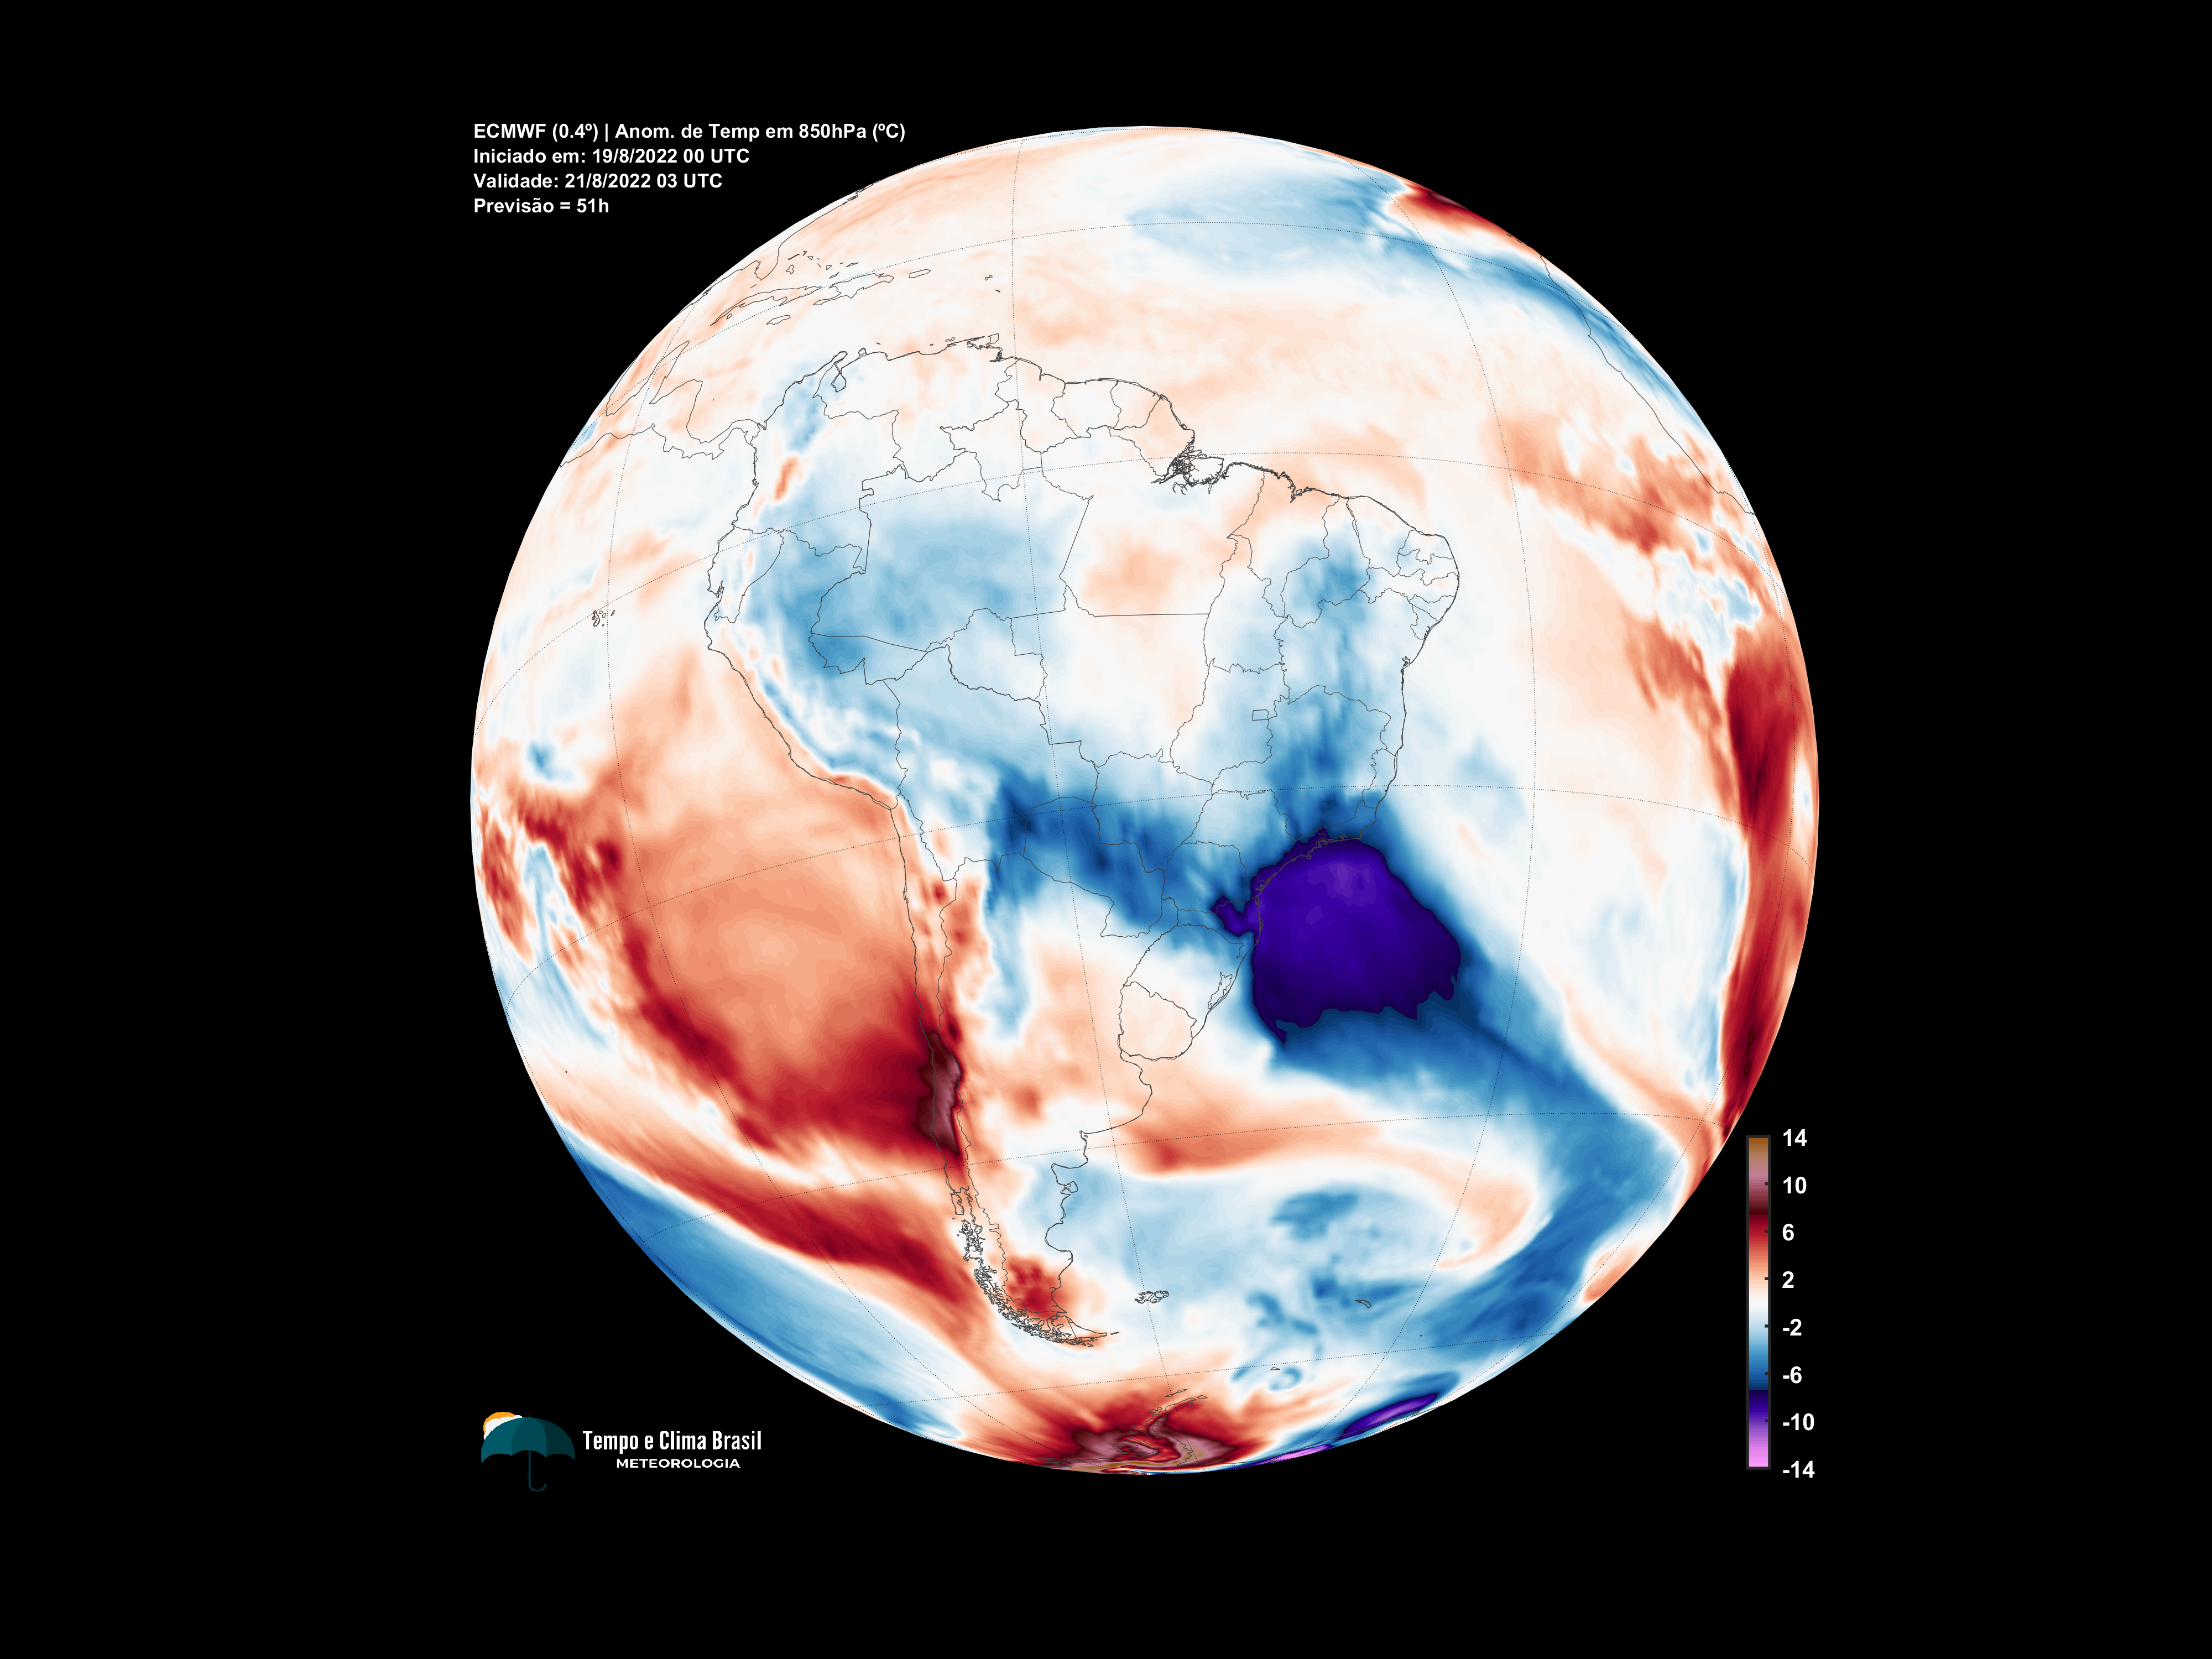 ECMWF (0.4º) | Anom. de Temp em 850hPa (ºC)
Iniciado em: 19/8/2022 00 UTC
Validade: 21/8/2022 03 UTC
Previsão = 51h
14
10
6
2
-2
-6
-10
-14
Tempo e Clima Brasil
METEOROLOGIA